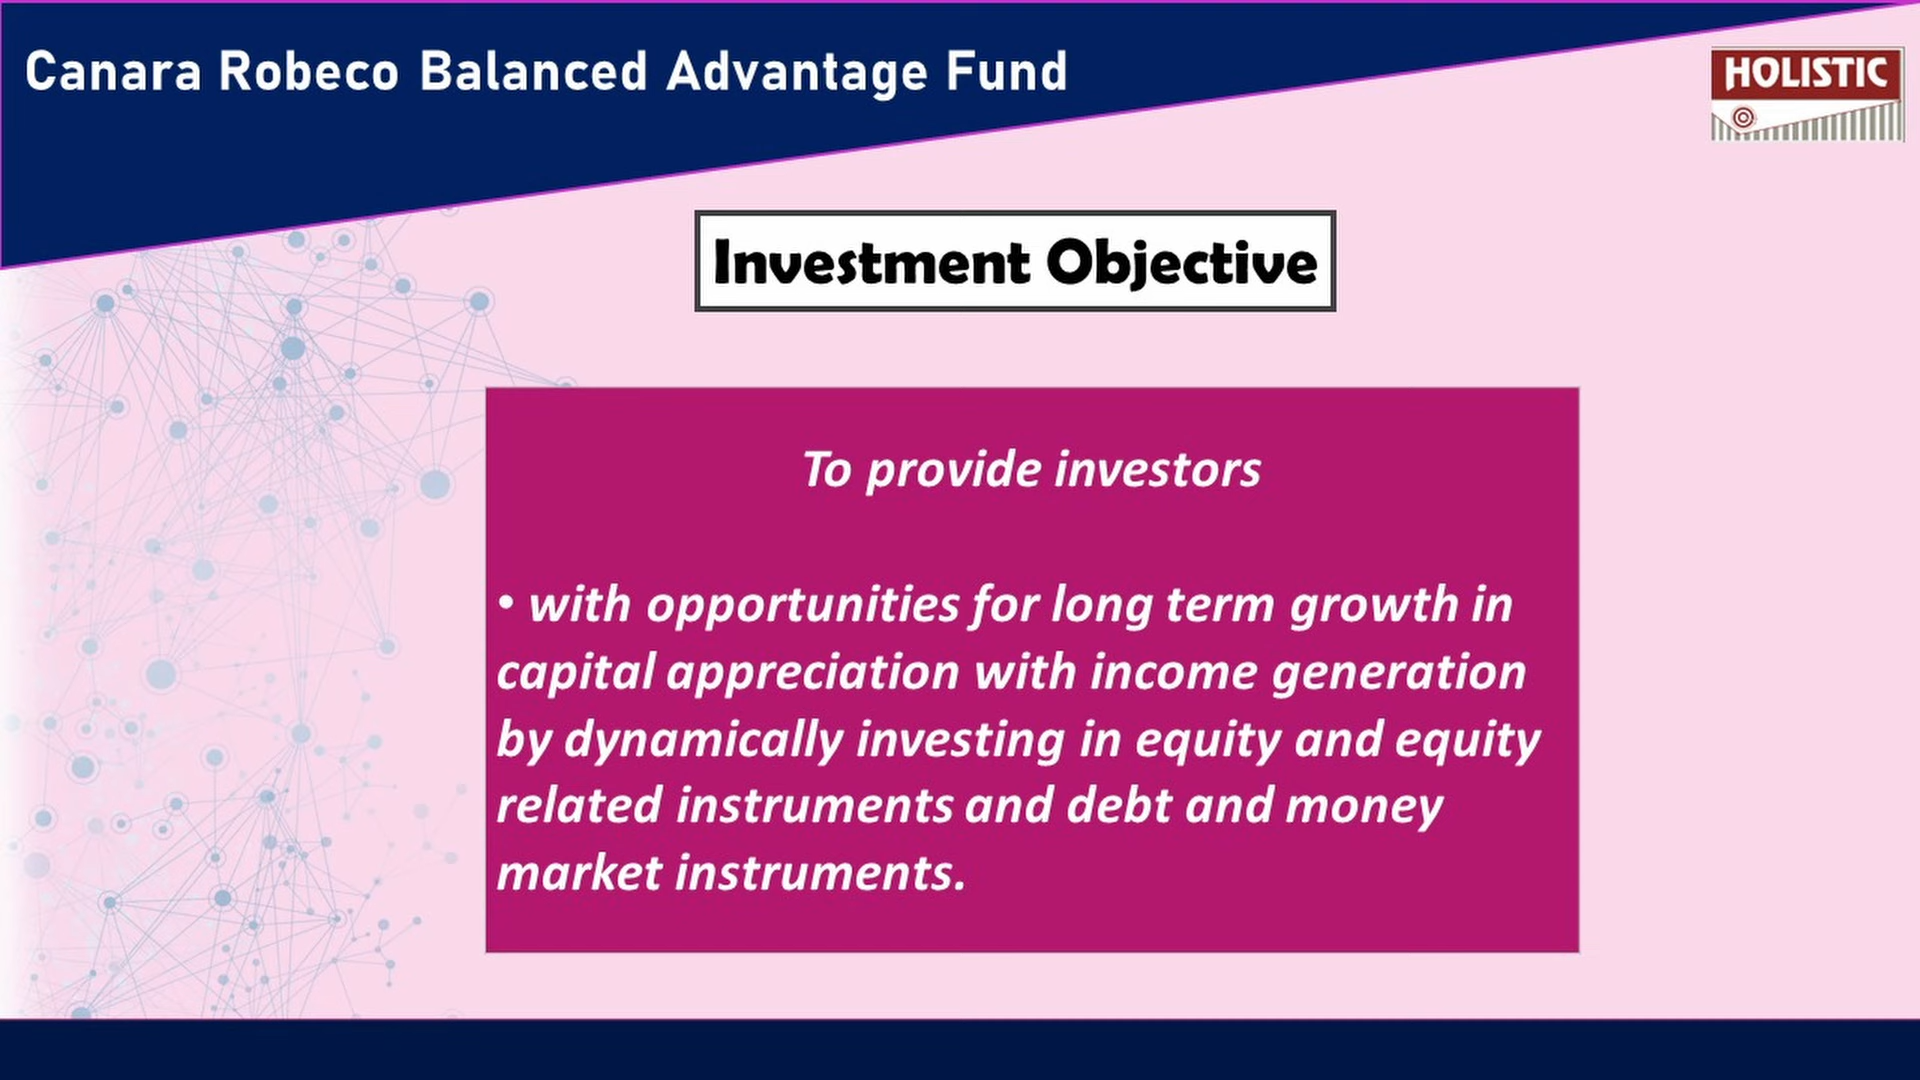 Canara Robeco Balanced Advantage Fund
HOLISTIC
Investment Objective
To provide investors
• with opportunities for long term growth in
capital appreciation with income generation
by dynamically investing in equity and equity
related instruments and debt and money
market instruments.